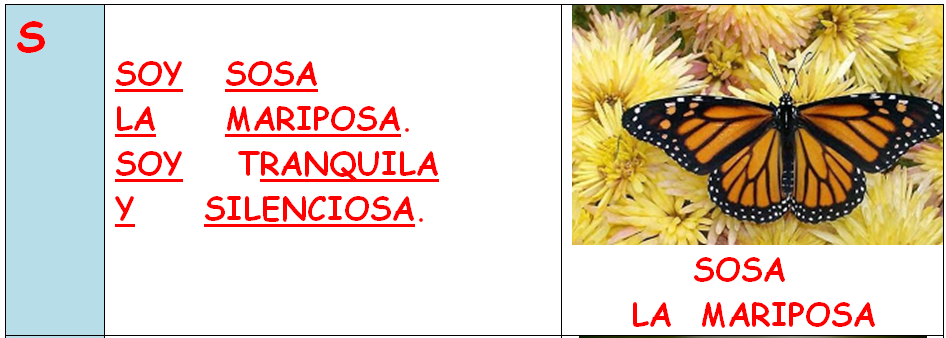 S
SOY SOSA
LA MARIPOSA.
SOY TRANQUILA
Y SILENCIOSA.
SOSA
LA MARIPOSA